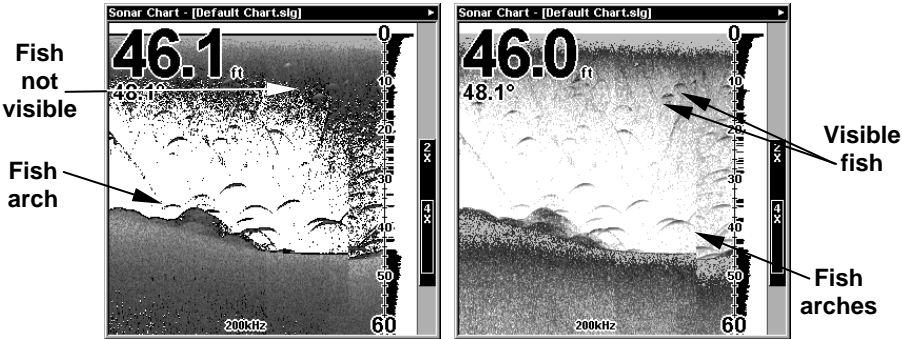 Sonar Chart - [Default Chart.slg]
Fish
not
visible
Fish
arch
46.1 ft
48.1°
0
10
20
30
40
50
60
2X
4X
200kHz
Sonar Chart - [Default Chart.slg]
46.0 ft
48.1°
0
10
20
30
40
50
60
2X
4X
200kHz
Visible
fish
Fish
arches